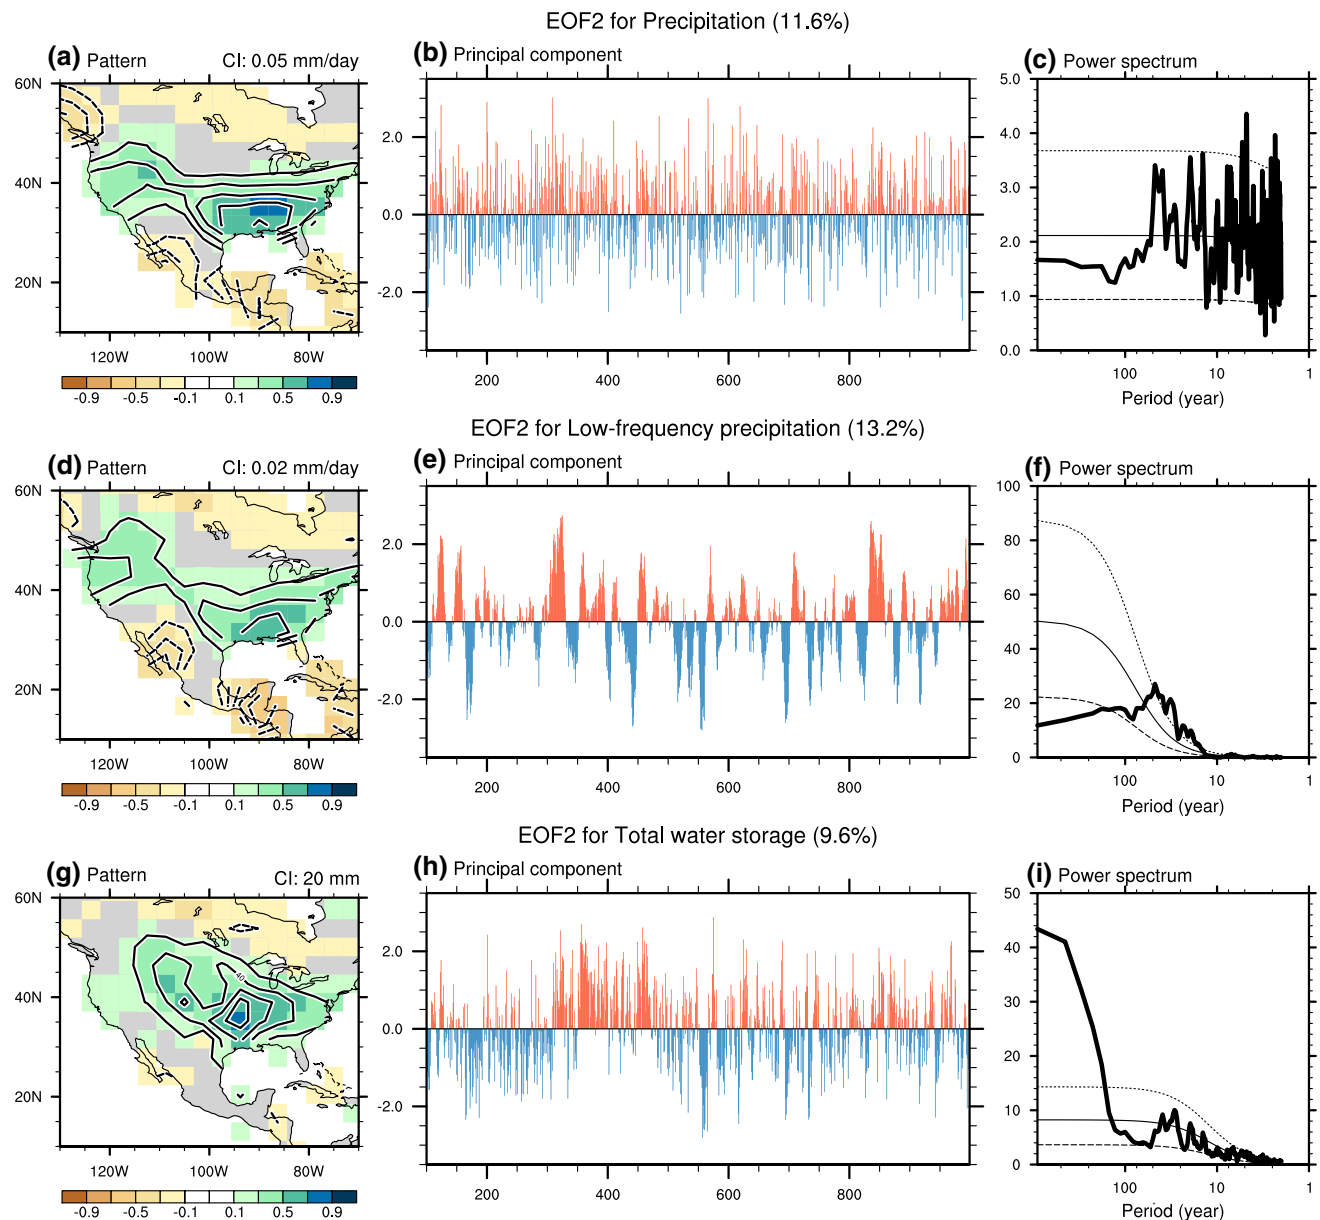 EOF2 for Precipitation (11.6%)
(a) Pattern CI: 0.05 mm/day
60N
40N
20N
120W 100W 80W
-0.9 -0.5 -0.1 0.1 0.5 0.9
(b) Principal component
2.0
0.0
-2.0
200 400 600 800
(c) Power spectrum
5.0
4.0
3.0
2.0
1.0
0.0
100 10 1
Period (year)
EOF2 for Low-frequency precipitation (13.2%)
(d) Pattern CI: 0.02 mm/day
60N
40N
20N
120W 100W 80W
-0.9 -0.5 -0.1 0.1 0.5 0.9
(e) Principal component
2.0
0.0
-2.0
200 400 600 800
(f) Power spectrum
100
80
60
40
20
0
100 10 1
Period (year)
EOF2 for Total water storage (9.6%)
(g) Pattern CI: 20 mm
60N
40N
20N
40
120W 100W 80W
-0.9 -0.5 -0.1 0.1 0.5 0.9
(h) Principal component
2.0
0.0
-2.0
200 400 600 800
(i) Power spectrum
50
40
30
20
10
0
100 10 1
Period (year)